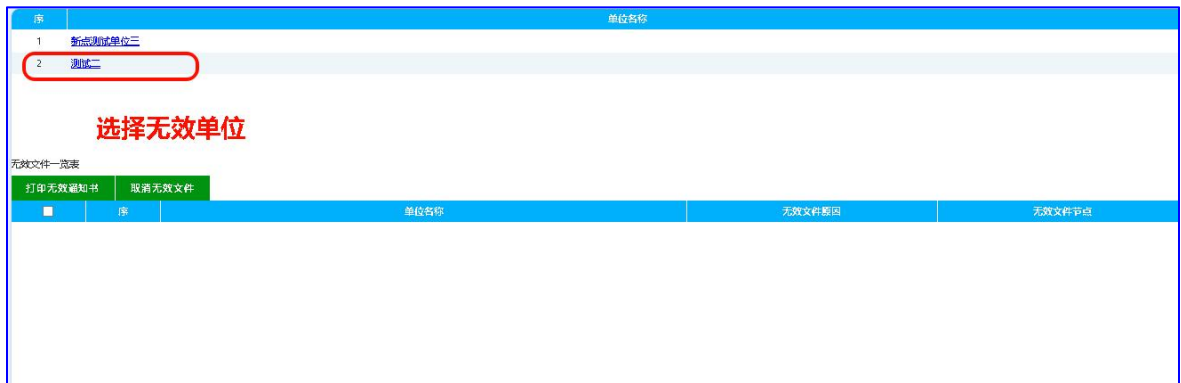 序 单位名称
1 新点测试单位三
2 测试二
选择无效单位
无效文件一览表
打印无效通知书 取消无效文件
序 单位名称 无效文件原因 无效文件节点